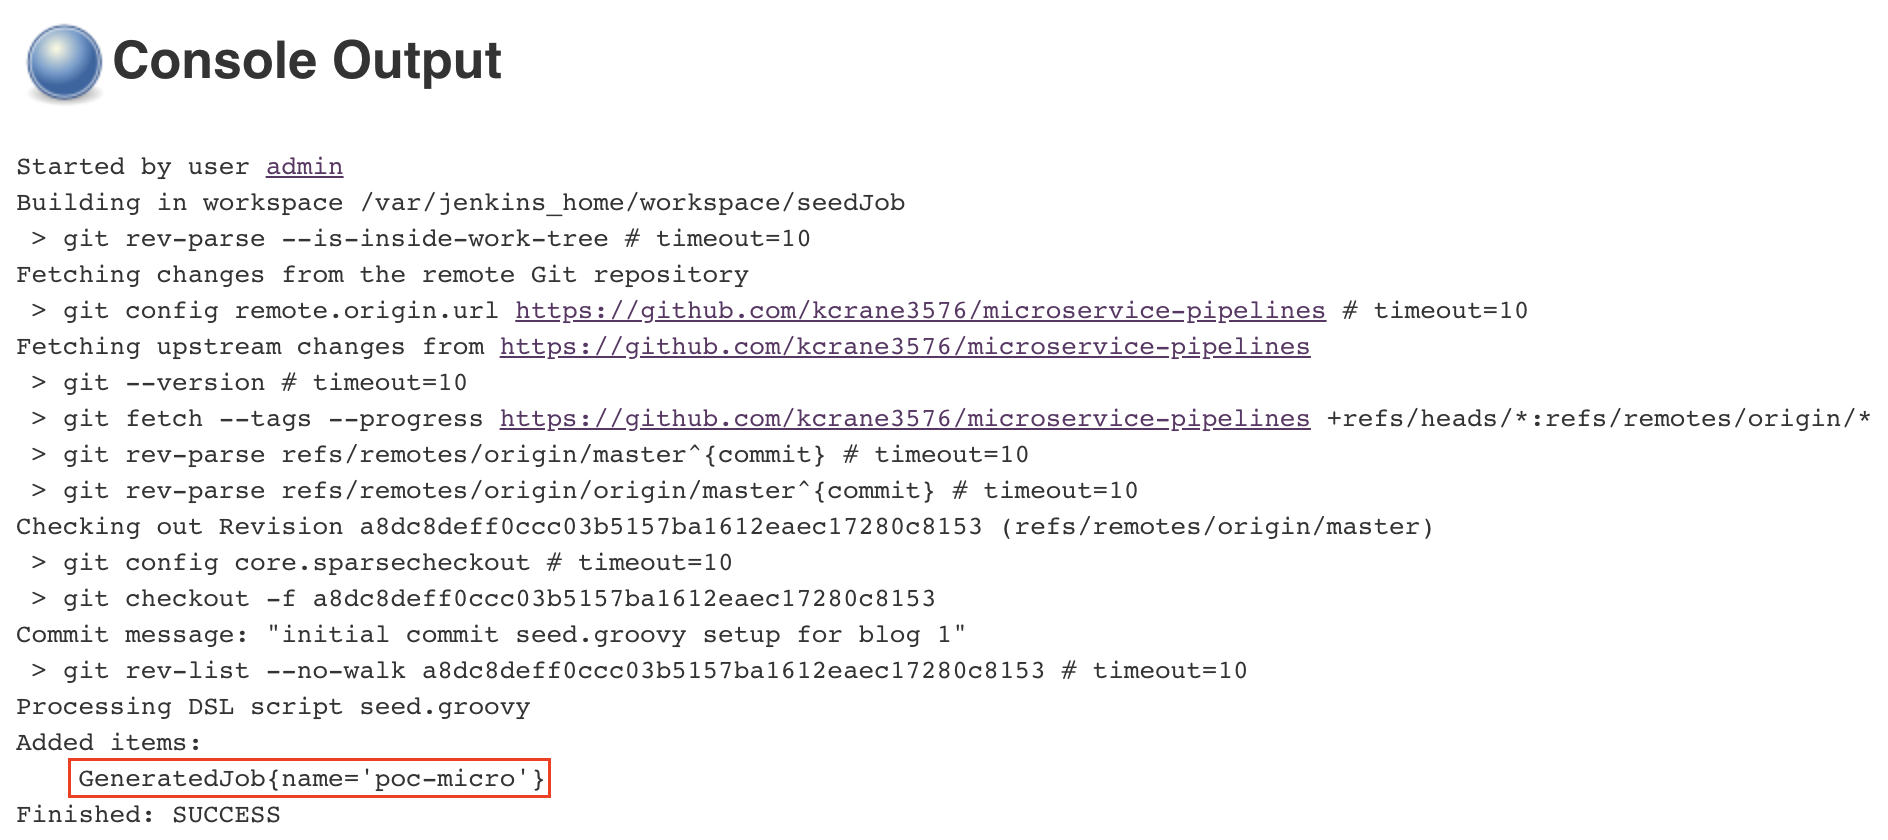 Console Output
Started by user admin
Building in workspace /var/jenkins_home/workspace/seedJob
 > git rev-parse --is-inside-work-tree # timeout=10
Fetching changes from the remote Git repository
 > git config remote.origin.url https://github.com/kcrane3576/microservice-pipelines # timeout=10
Fetching upstream changes from https://github.com/kcrane3576/microservice-pipelines
 > git --version # timeout=10
 > git fetch --tags --progress https://github.com/kcrane3576/microservice-pipelines +refs/heads/*:refs/remotes/origin/*
 > git rev-parse refs/remotes/origin/master^{commit} # timeout=10
 > git rev-parse refs/remotes/origin/origin/master^{commit} # timeout=10
Checking out Revision a8dc8deff0ccc03b5157ba1612eaec17280c8153 (refs/remotes/origin/master)
 > git config core.sparsecheckout # timeout=10
 > git checkout -f a8dc8deff0ccc03b5157ba1612eaec17280c8153
Commit message: "initial commit seed.groovy setup for blog 1"
 > git rev-list --no-walk a8dc8deff0ccc03b5157ba1612eaec17280c8153 # timeout=10
Processing DSL script seed.groovy
Added items:
    GeneratedJob{name='poc-micro'}
Finished: SUCCESS